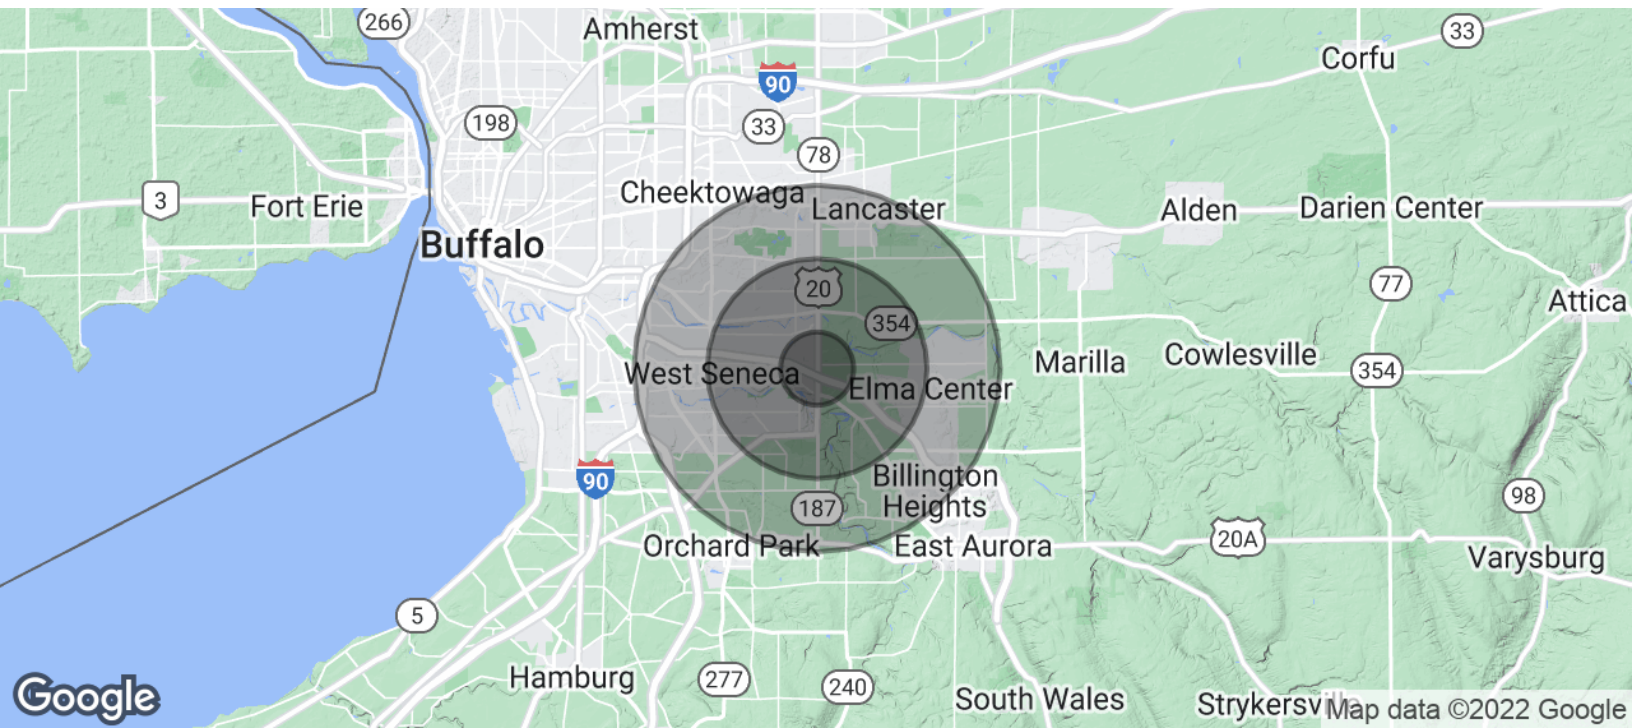 266
Amherst
33
Corfu
90
198
33
78
Cheektowaga
3
Fort Erie
Lancaster
Alden
Darien Center
Buffalo
20
77
Attica
354
Marilla
Cowlesville
West Seneca
Elma Center
354
90
Billington
Heights
187
98
Orchard Park
East Aurora
20A
Varysburg
5
Hamburg
277
240
South Wales
Google
Map data ©2022 Google